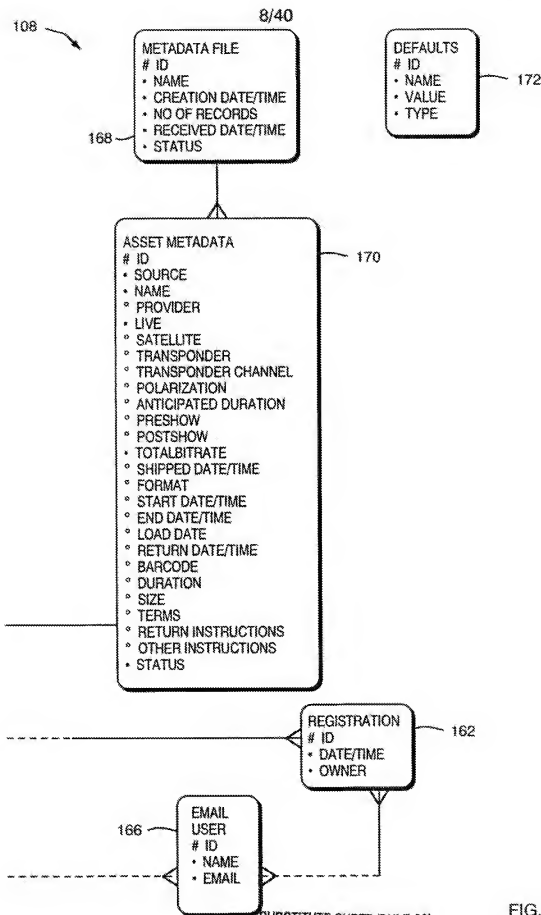 8/40
108
METADATA FILE
# ID
* NAME
* CREATION DATE/TIME
* NO OF RECORDS
* RECEIVED DATE/TIME
* STATUS
168
DEFAULTS
# ID
* NAME
* VALUE
* TYPE
172
ASSET METADATA
# ID
* SOURCE
* NAME
° PROVIDER
* LIVE
° SATELLITE
° TRANSPONDER
° TRANSPONDER CHANNEL
° POLARIZATION
° ANTICIPATED DURATION
° PRESHOW
° POSTSHOW
* TOTALBITRATE
° SHIPPED DATE/TIME
° FORMAT
° START DATE/TIME
° END DATE/TIME
° LOAD DATE
° RETURN DATE/TIME
° BARCODE
° DURATION
° SIZE
° TERMS
° RETURN INSTRUCTIONS
° OTHER INSTRUCTIONS
* STATUS
170
REGISTRATION
# ID
* DATE/TIME
* OWNER
162
EMAIL
USER
# ID
* NAME
* EMAIL
166
FIG.